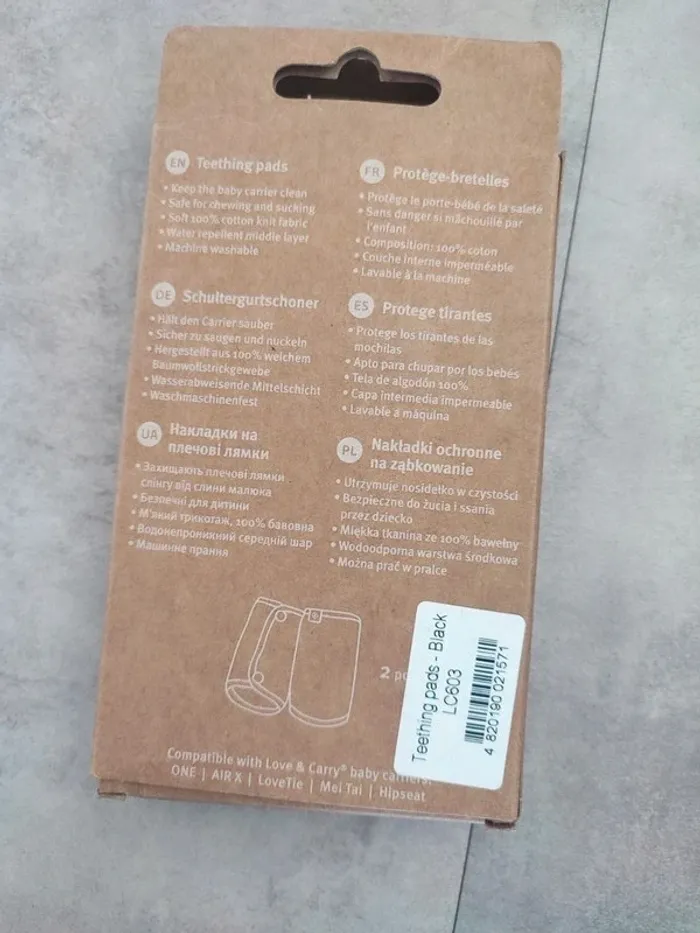 EN Teething pads
• Keep the baby carrier clean
• Safe for chewing and sucking
• Soft 100% cotton knit fabric
• Water repellent middle layer
• Machine washable
FR Protège-bretelles
• Protège le porte-bébé de la saleté
• Sans danger si mâchouillé par
l'enfant
• Composition: 100% coton
• Couche interne imperméable
• Lavable à la machine
DE Schultergurtschoner
• Hält den Carrier sauber
• Sicher zu saugen und nuckeln
• Hergestellt aus 100% weichem
Baumwollstrickgewebe
• Wasserabweisende Mittelschicht
• Waschmaschinenfest
ES Protege tirantes
• Protege los tirantes de las
mochilas
• Apto para chupar por los bebés
• Tela de algodón 100%
• Capa intermedia impermeable
• Lavable a máquina
UA Накладки на
плечові лямки
• Захищають плечові лямки
слінгу від слини малюка
• Безпечні для дитини
• М'який трикотаж, 100% бавовна
• Водонепроникний середній шар
• Машинне прання
PL Nakładki ochronne
na ząbkowanie
• Utrzymuje nosidełko w czystości
• Bezpieczne do żucia i ssania
przez dziecko
• Miękka tkanina ze 100% bawełny
• Wodoodporna warstwa środkowa
• Można prać w pralce
2
Teething pads - Black
LC603
4 820190 021571
Compatible with Love & Carry® baby carriers:
ONE | AIR X | LoveTie | Mei Tai | Hipseat